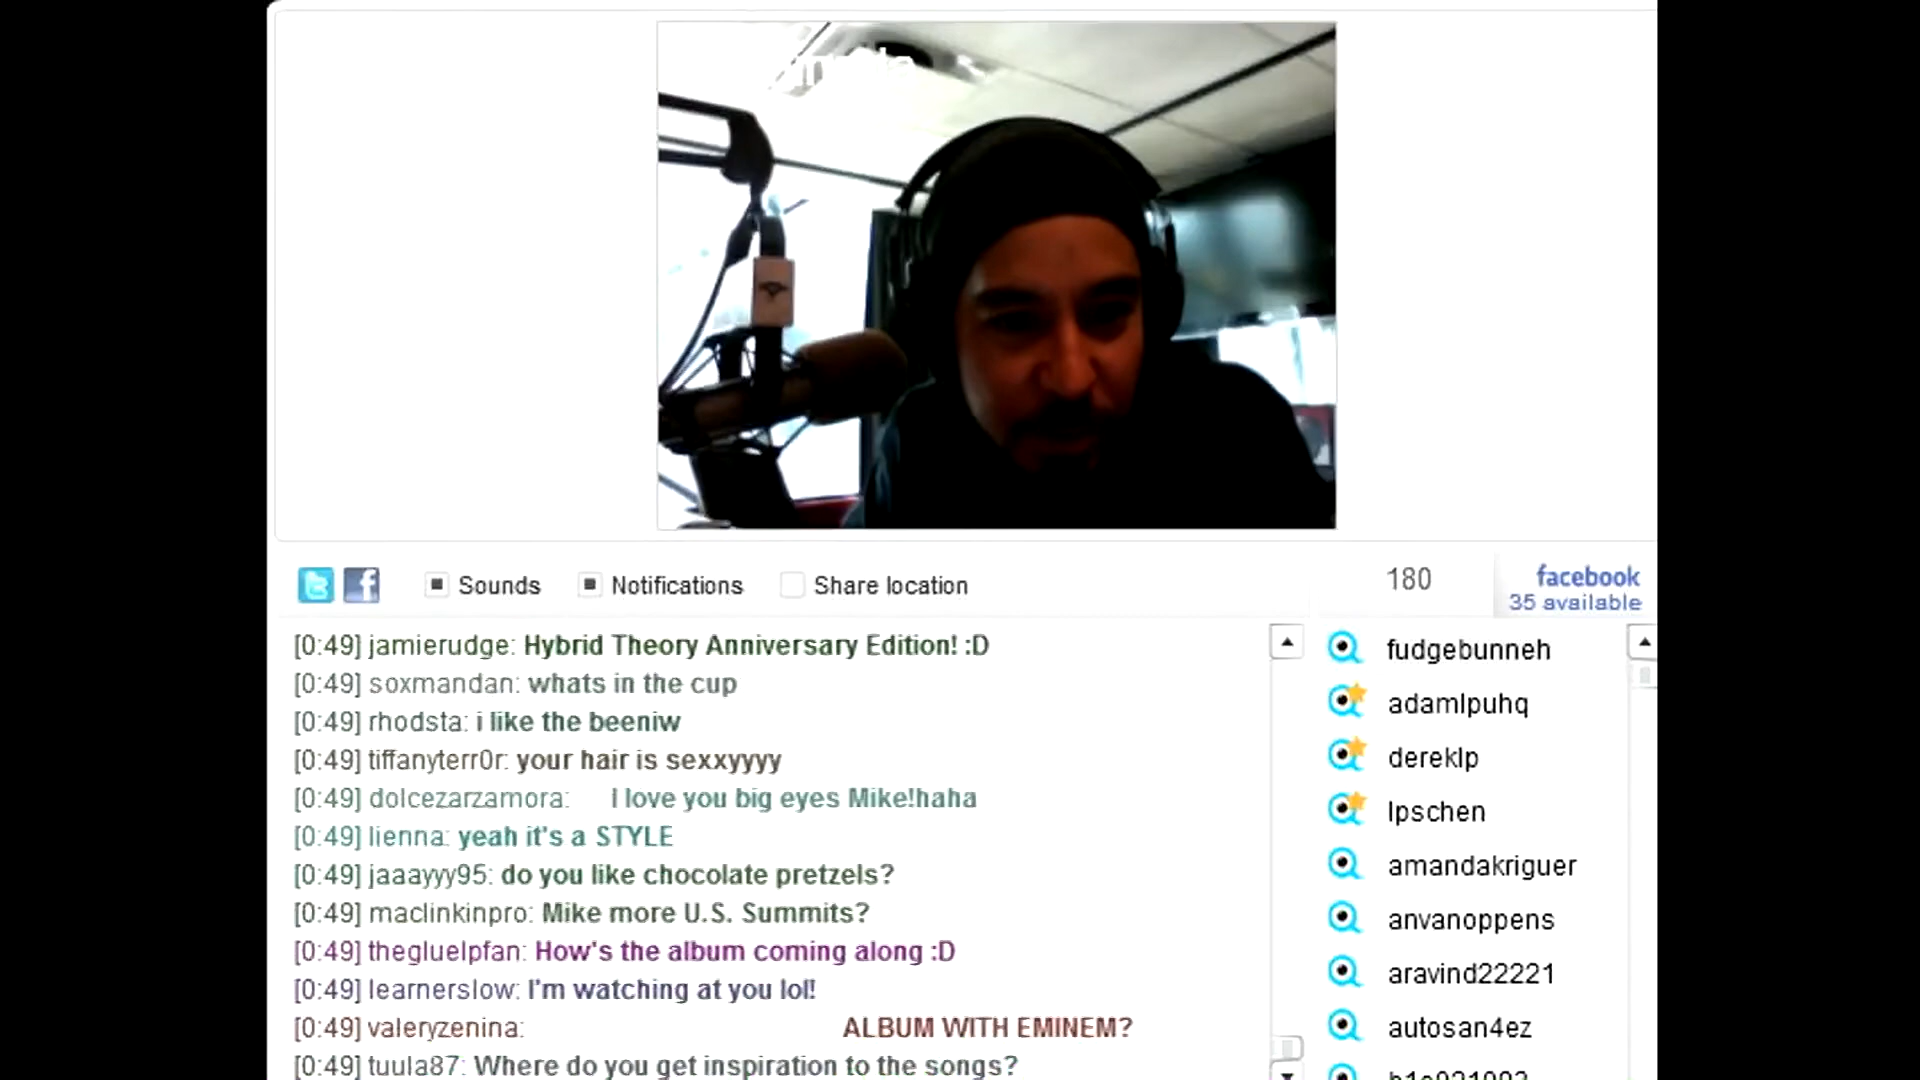 Sounds Notifications Share location 180 facebook
35 available
[0:49] jamierudge: Hybrid Theory Anniversary Edition! :D
[0:49] soxmandan: whats in the cup
[0:49] rhodsta: i like the beeniw
[0:49] tiffanyterr0r: your hair is sexxyyyy
[0:49] dolcezarzamora: I love you big eyes Mike!haha
[0:49] lienna: yeah it's a STYLE
[0:49] jaaayyy95: do you like chocolate pretzels?
[0:49] maclinkinpro: Mike more U.S. Summits?
[0:49] thegluelpfan: How's the album coming along :D
[0:49] learnerslow: I'm watching at you lol!
[0:49] valeryzenina: ALBUM WITH EMINEM?
[0:49] tuula87: Where do you get inspiration to the songs?
fudgebunneh
adamlpuhq
dereklp
lpschen
amandakriguer
anvanoppens
aravind22221
autosan4ez